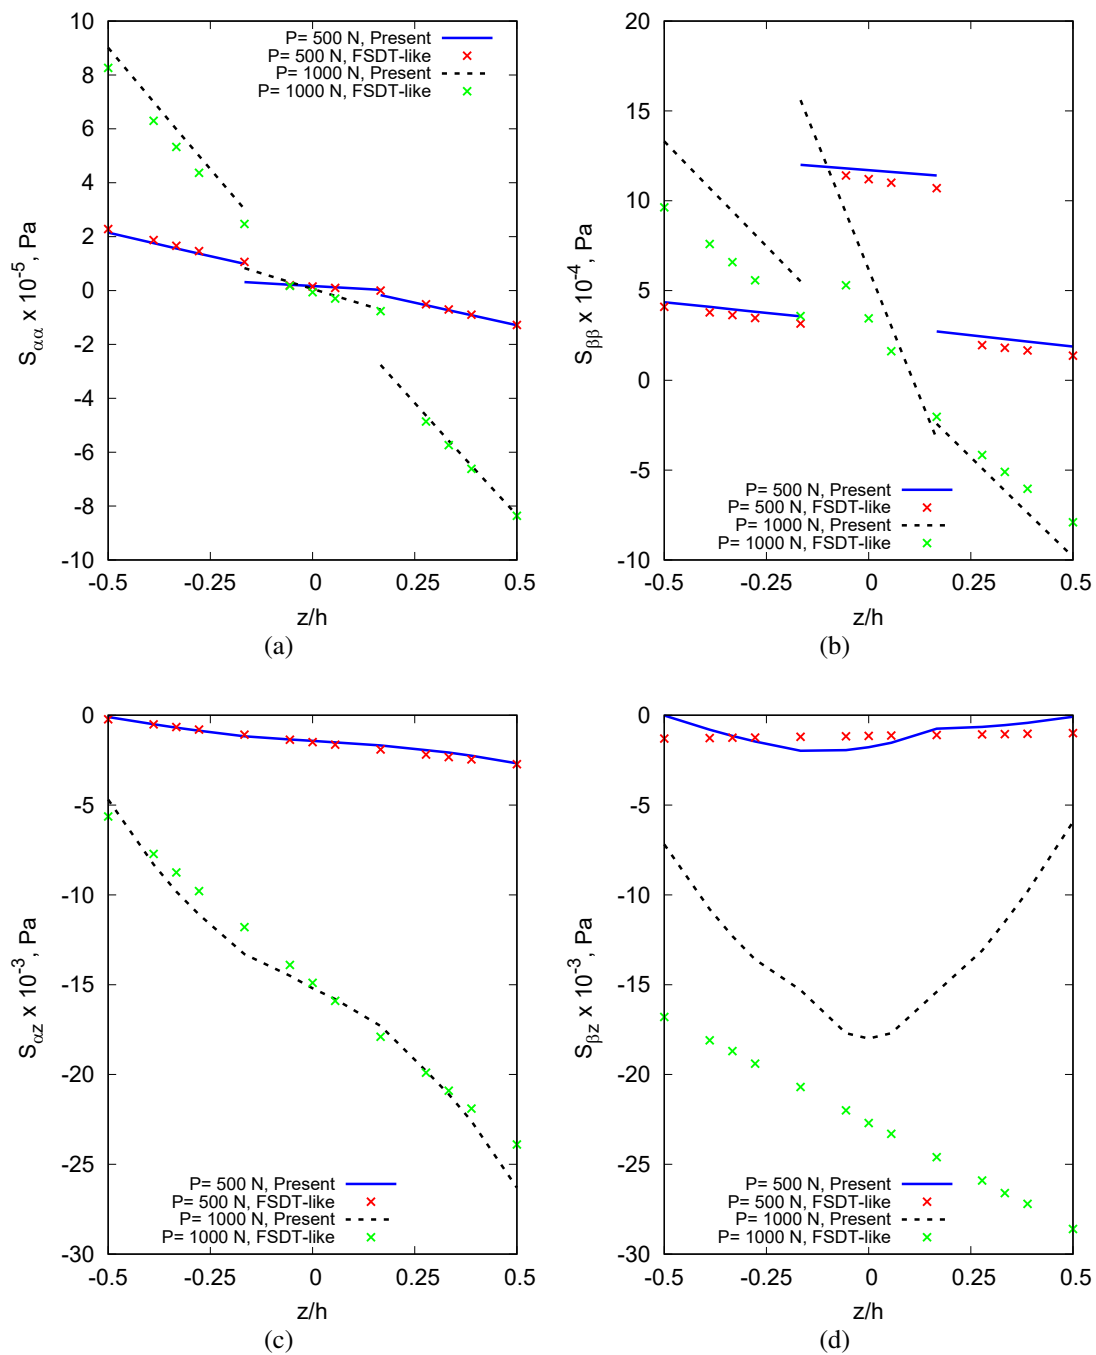 10
8
6
4
2
0
-2
-4
-6
-8
-10
S_αα x 10^-5, Pa
P= 500 N, Present
P= 500 N, FSDT-like
P= 1000 N, Present
P= 1000 N, FSDT-like
-0.5 -0.25 0 0.25 0.5
z/h
(a)
20
15
10
5
0
-5
-10
S_ββ x 10^-4, Pa
P= 500 N, Present
P= 500 N, FSDT-like
P= 1000 N, Present
P= 1000 N, FSDT-like
-0.5 -0.25 0 0.25 0.5
z/h
(b)
0
-5
-10
-15
-20
-25
-30
S_αz x 10^-3, Pa
P= 500 N, Present
P= 500 N, FSDT-like
P= 1000 N, Present
P= 1000 N, FSDT-like
-0.5 -0.25 0 0.25 0.5
z/h
(c)
0
-5
-10
-15
-20
-25
-30
S_βz x 10^-3, Pa
P= 500 N, Present
P= 500 N, FSDT-like
P= 1000 N, Present
P= 1000 N, FSDT-like
-0.5 -0.25 0 0.25 0.5
z/h
(d)